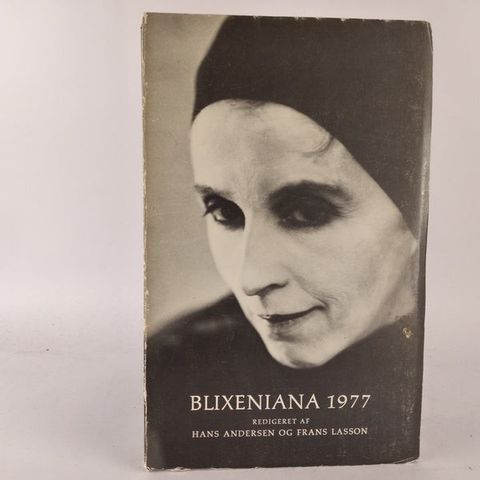 BLIXENIANA 1977
REDIGERET AF
HANS ANDERSEN OG FRANS LASSON